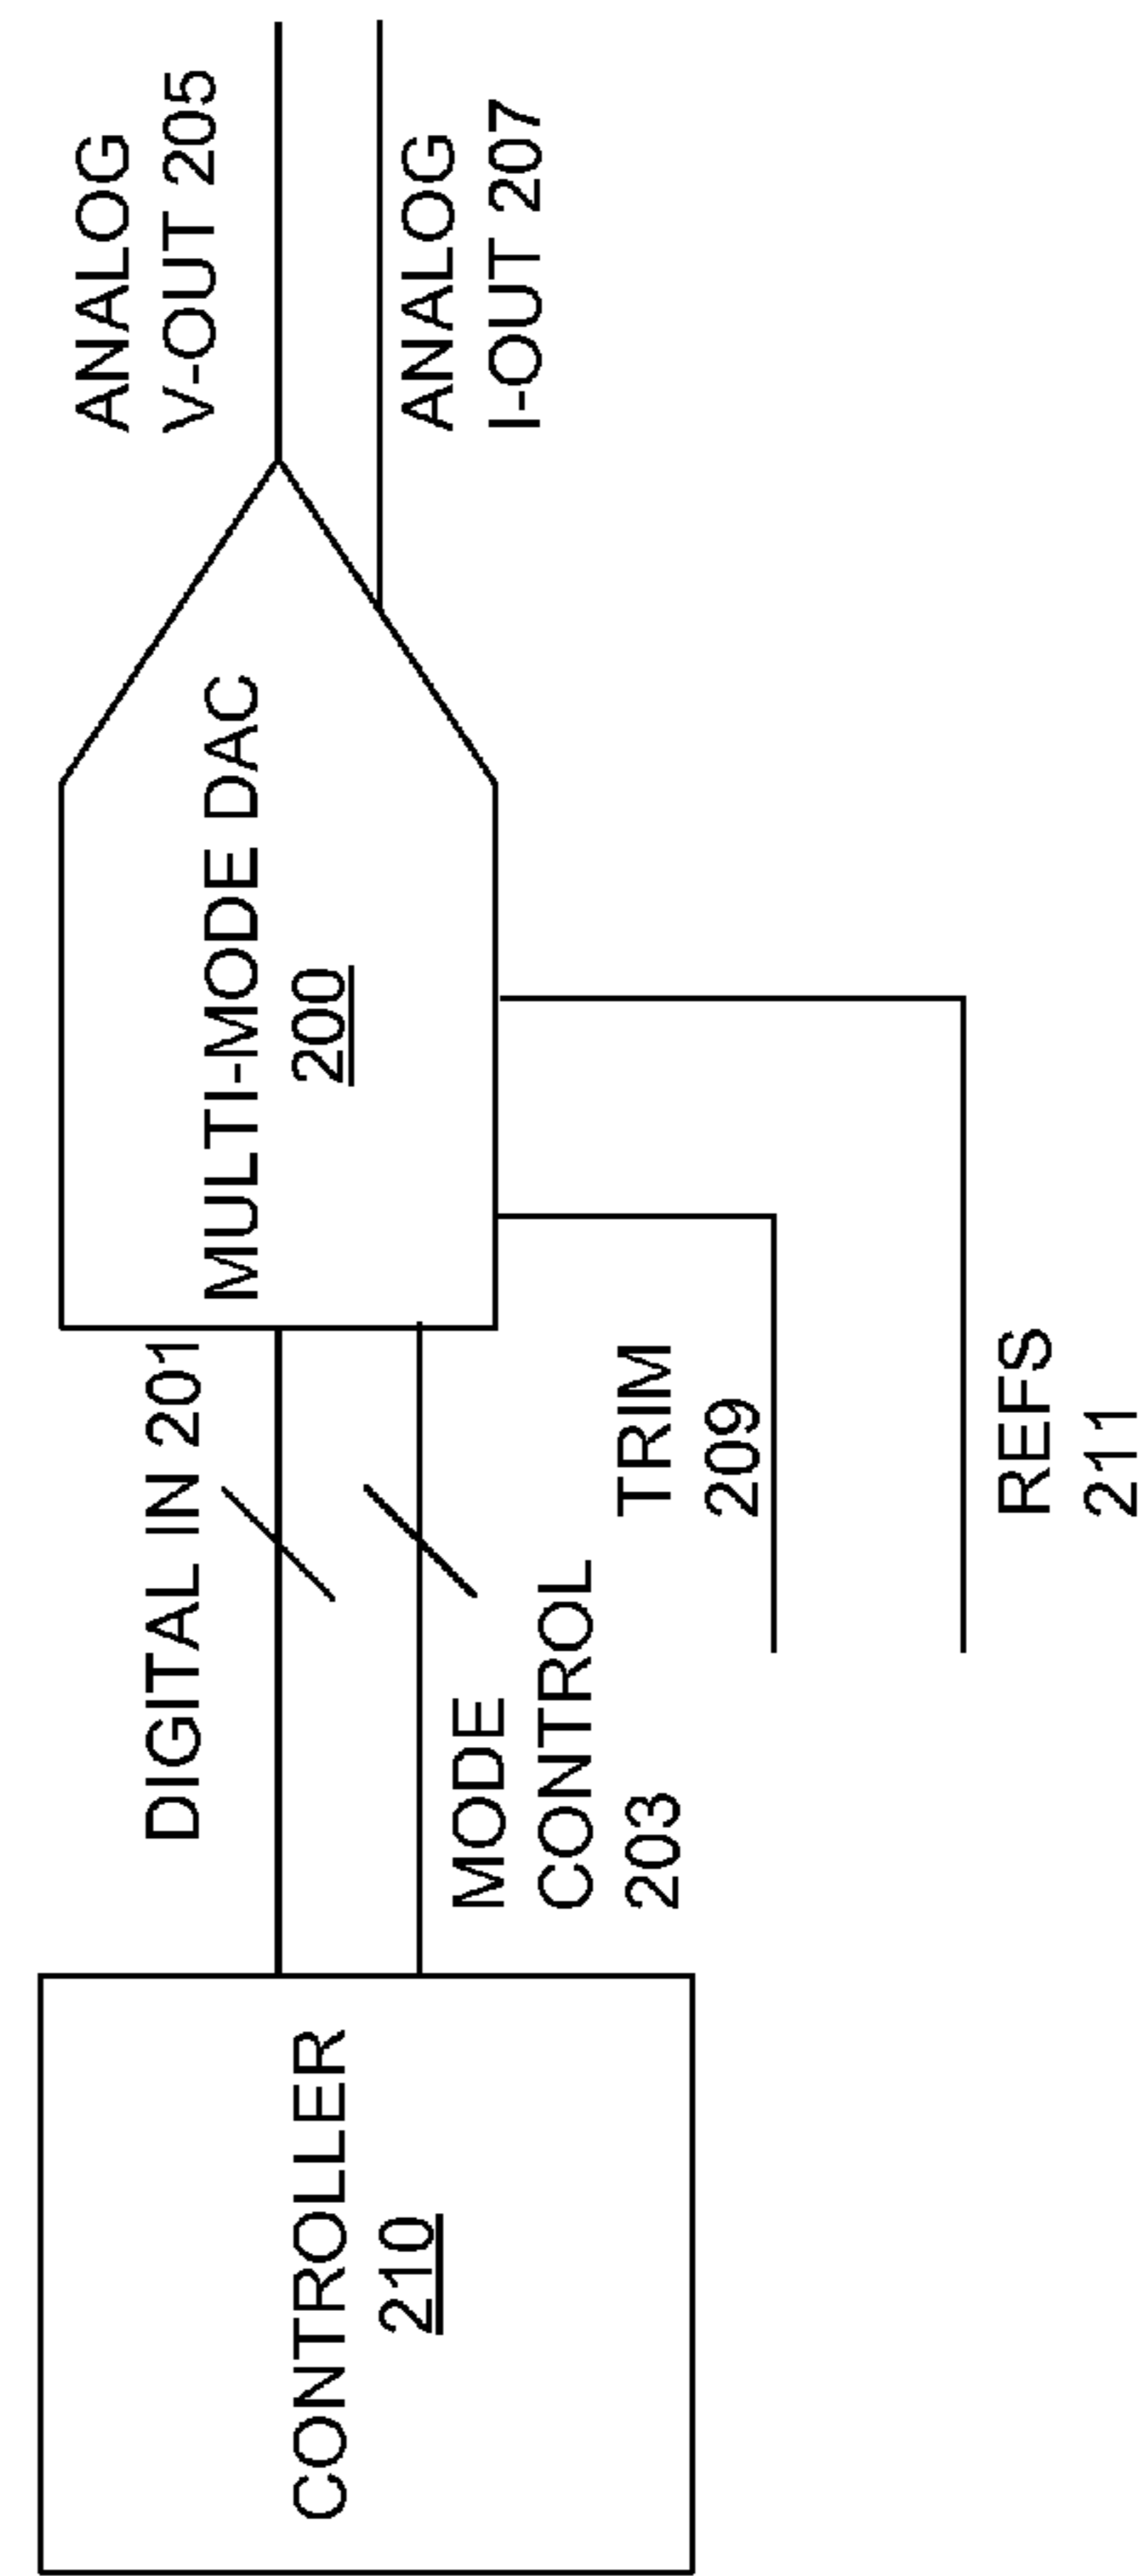 CONTROLLER
210
DIGITAL IN 201
MODE
CONTROL
203
MULTI-MODE DAC
200
TRIM
209
REFS
211
ANALOG
V-OUT 205
ANALOG
I-OUT 207